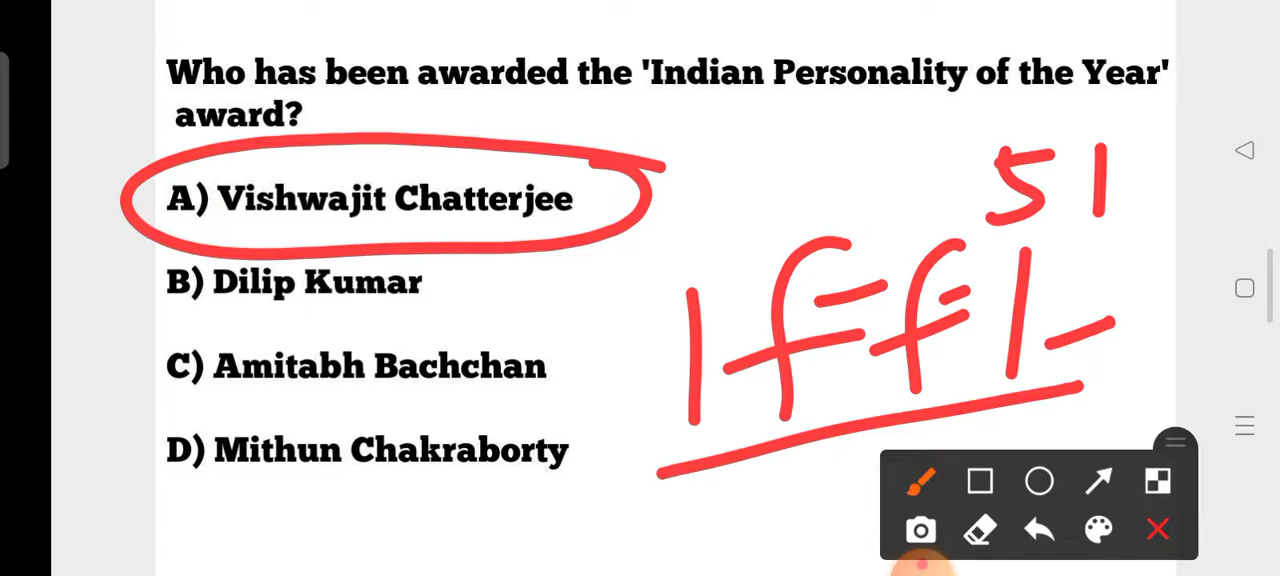 Who has been awarded the 'Indian Personality of the Year'
award?
A) Vishwajit Chatterjee
B) Dilip Kumar
C) Amitabh Bachchan
D) Mithun Chakraborty
51
IFFI